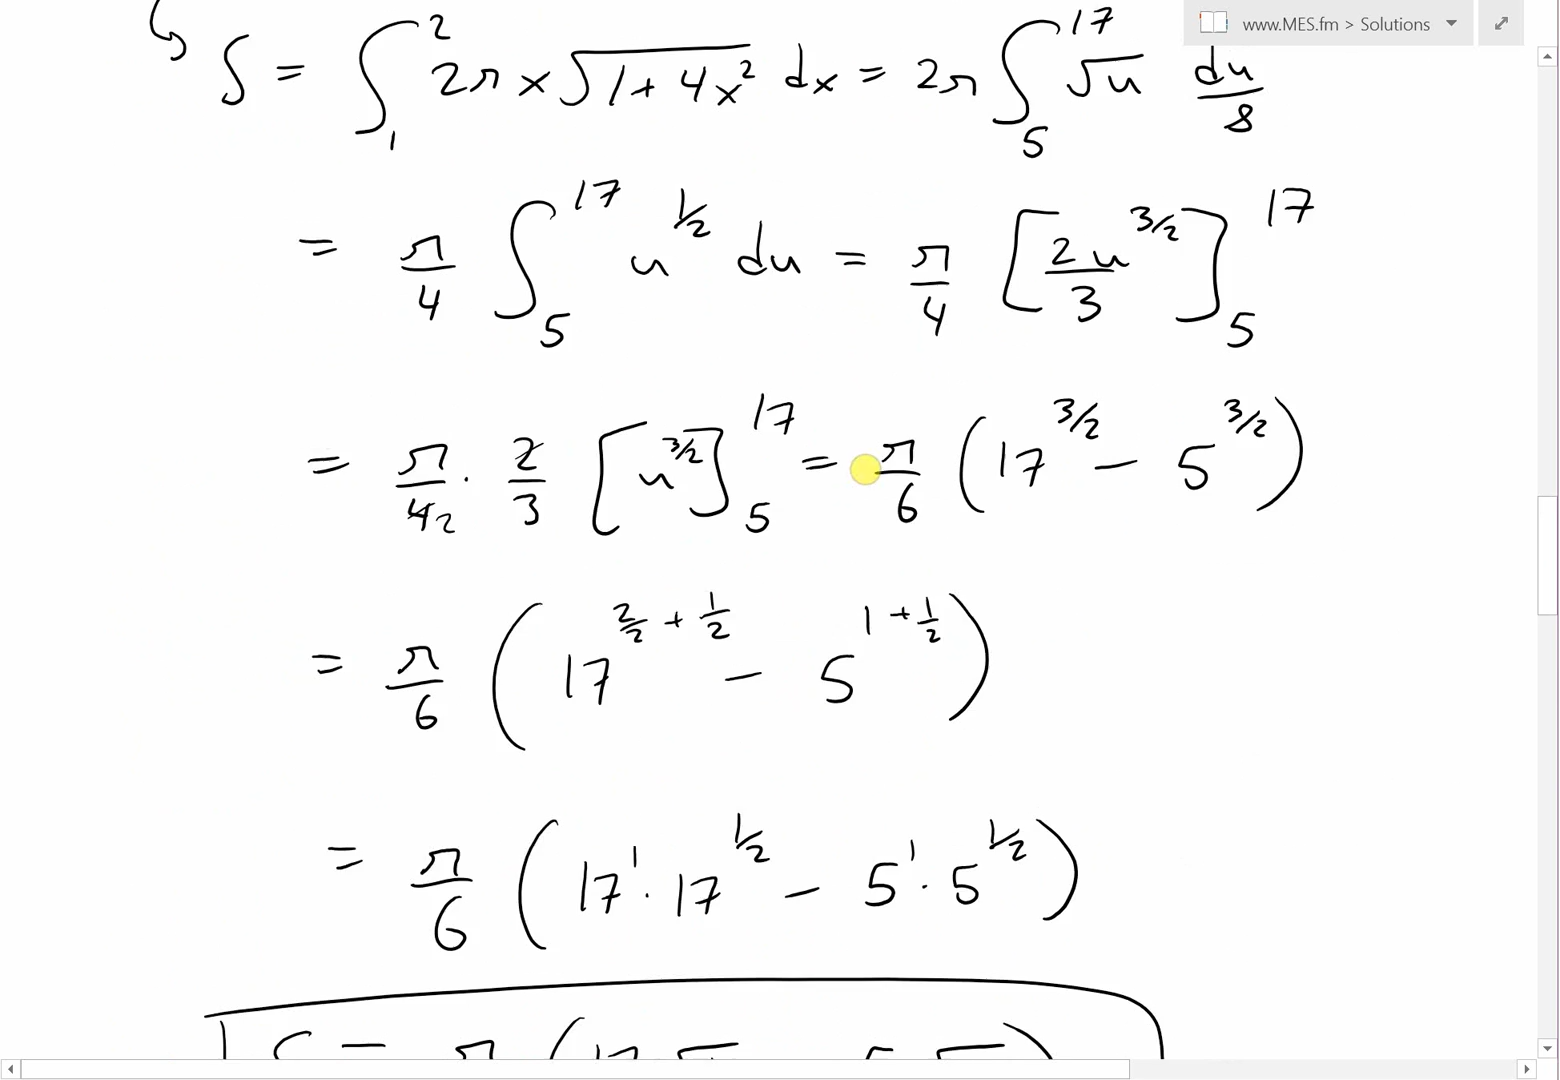 www.MES.fm > Solutions
S = ∫₁² 2π x √(1 + 4x²) dx = 2π ∫₅¹⁷ √u du/8
= π/4 ∫₅¹⁷ u^(1/2) du = π/4 [2u^(3/2)/3]₅¹⁷
= π/42 · 2/3 [u^(3/2)]₅¹⁷ = π/6 (17^(3/2) − 5^(3/2))
= π/6 (17^(2/2 + 1/2) − 5^(1 + 1/2))
= π/6 (17¹ · 17^(1/2) − 5¹ · 5^(1/2))